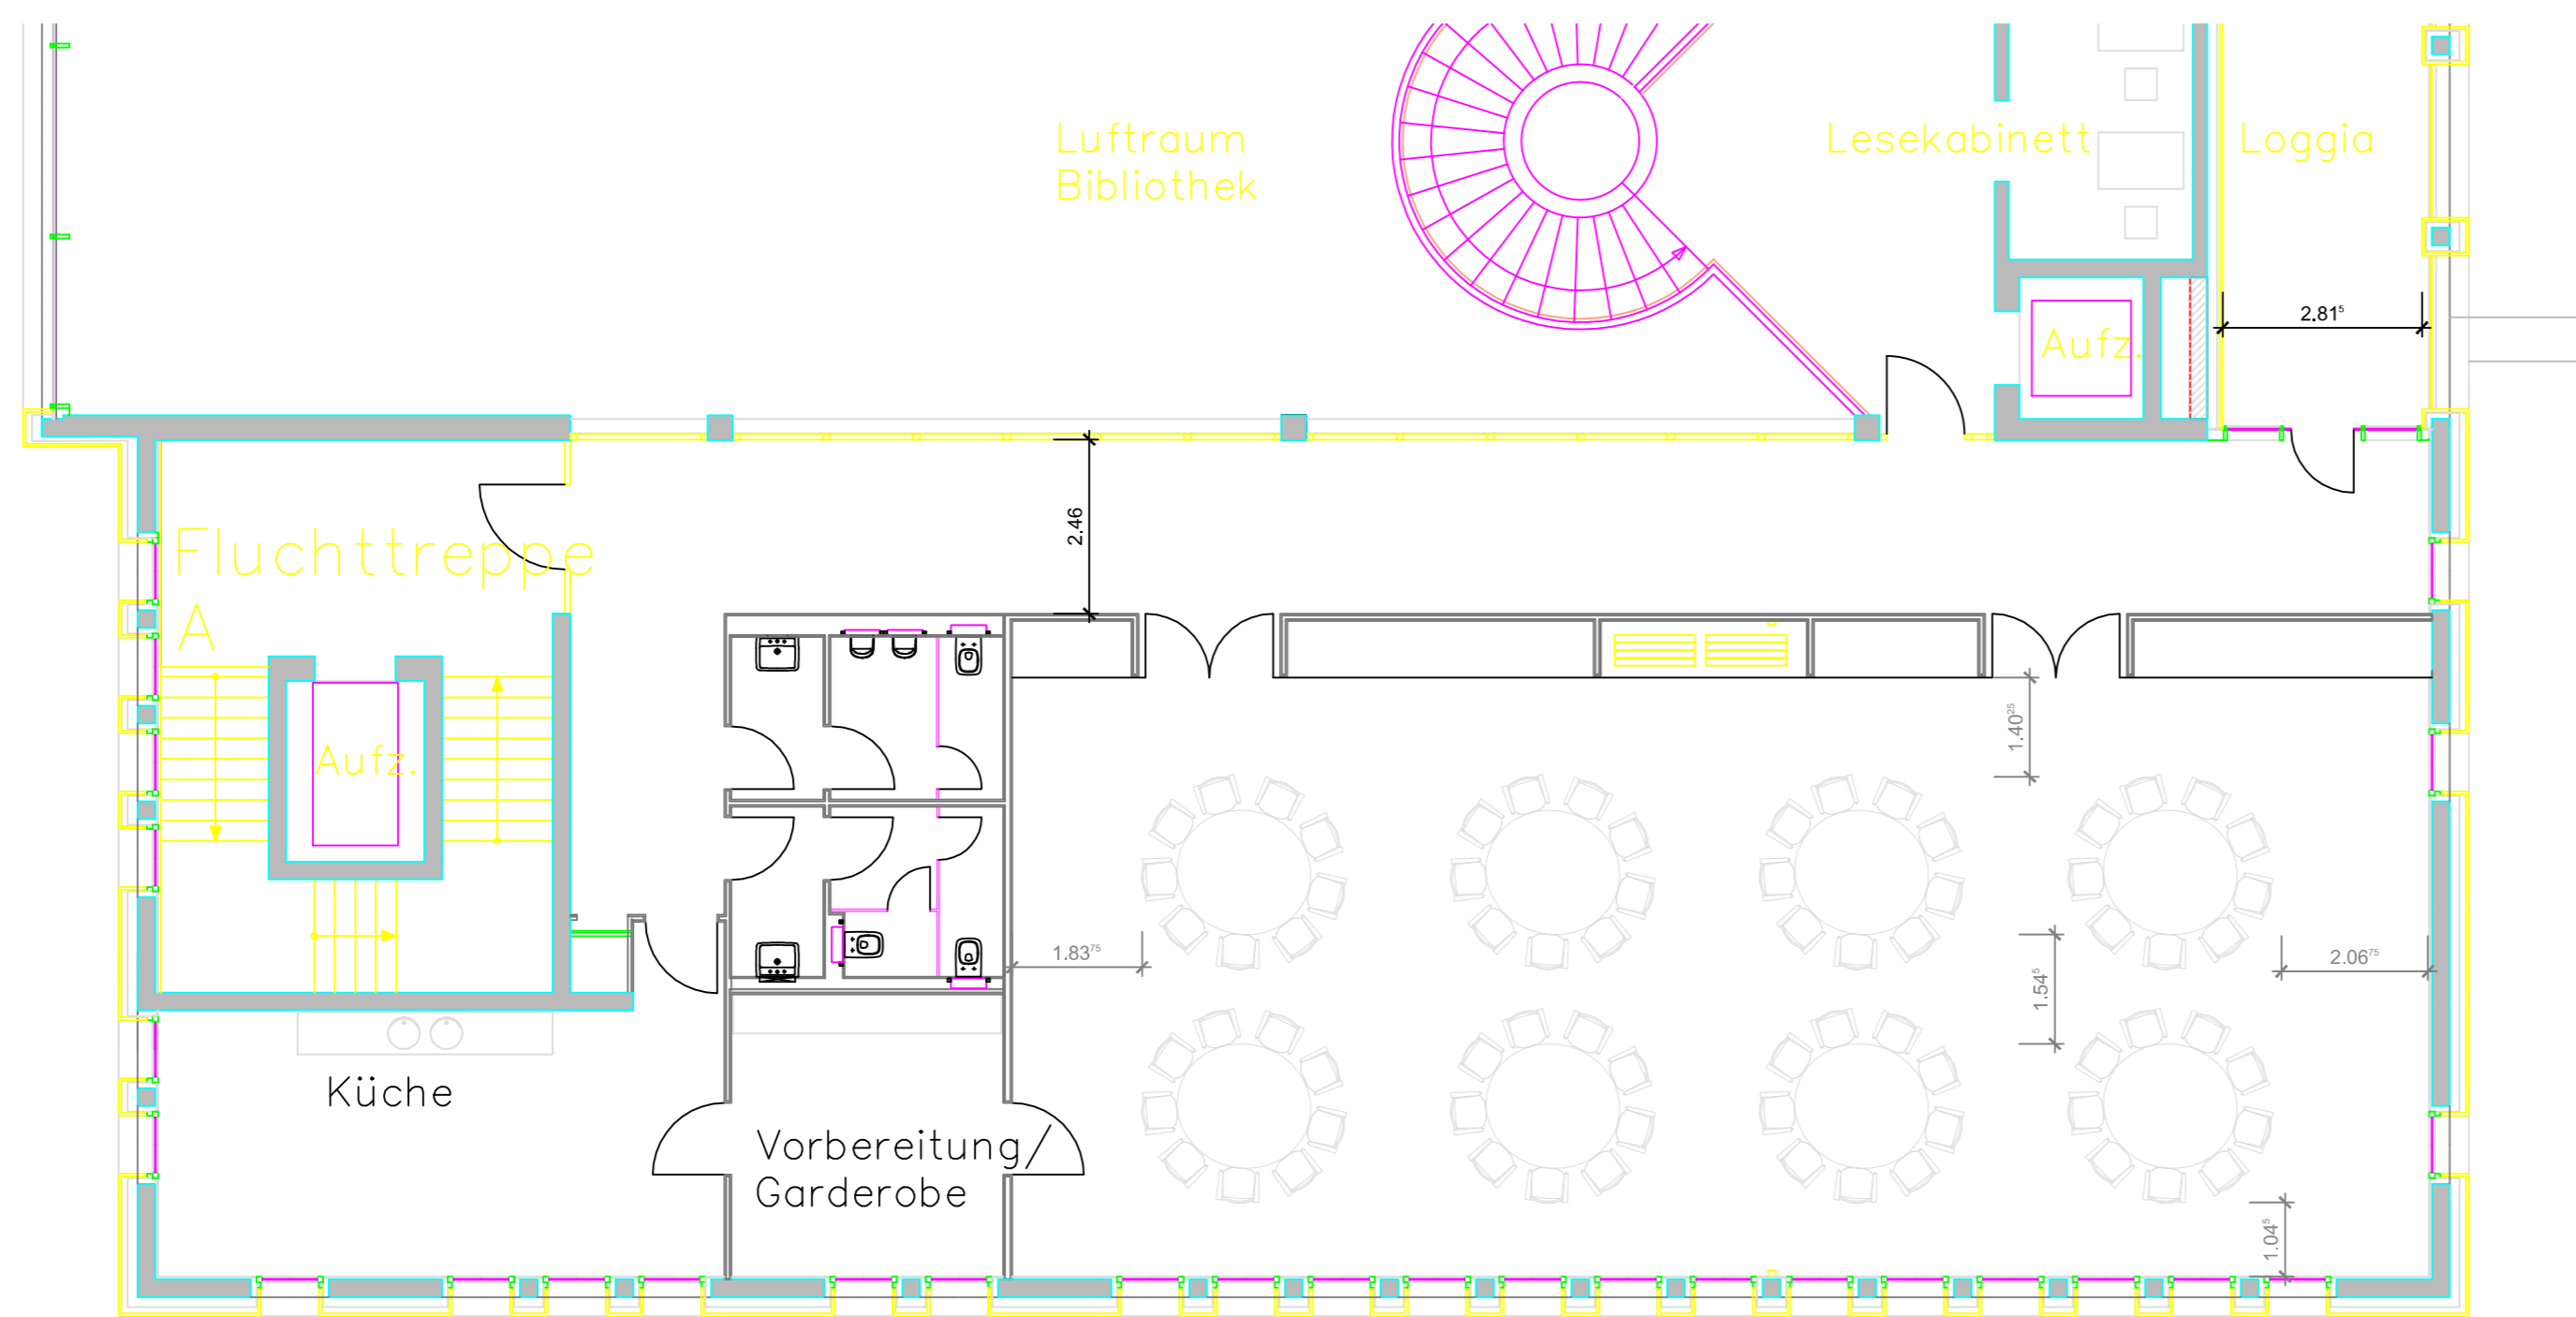 Luftraum
Bibliothek
Lesekabinett
Loggia
2.81⁵
Aufz.
2.46
Fluchttreppe
A
Aufz.
1.40²⁵
1.83⁷⁵
1.54⁵
2.06⁷⁵
Küche
Vorbereitung/
Garderobe
1.04⁵